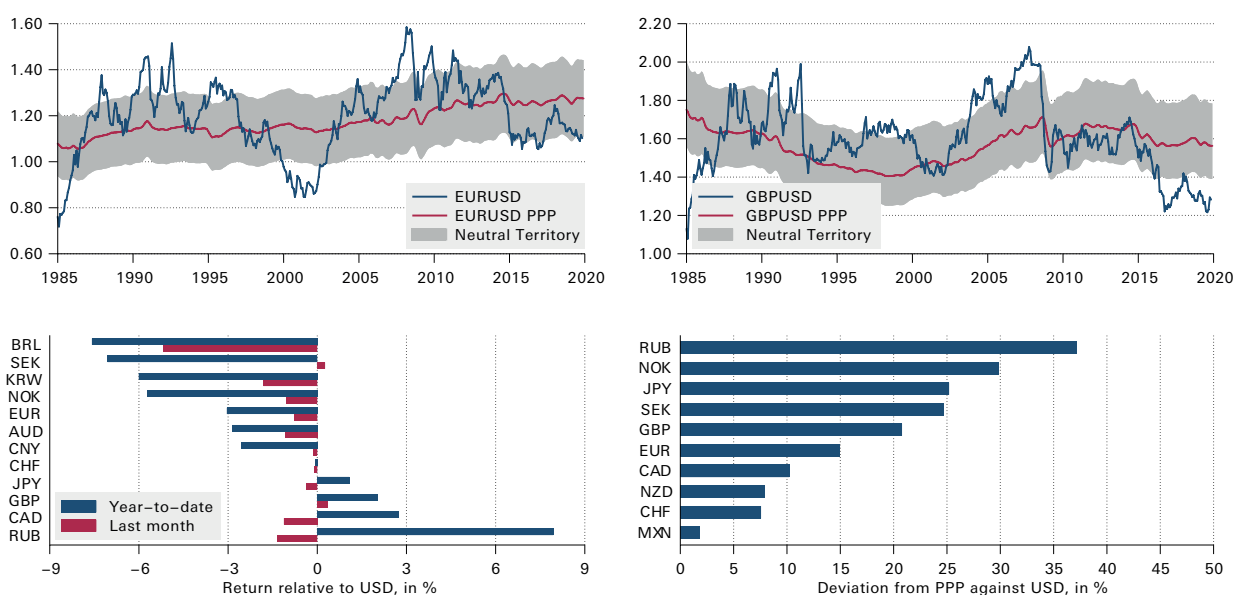 1.60
1.40
1.20
1.00
0.80
0.60
EURUSD
EURUSD PPP
Neutral Territory
1985 1990 1995 2000 2005 2010 2015 2020
2.20
2.00
1.80
1.60
1.40
1.20
1.00
GBPUSD
GBPUSD PPP
Neutral Territory
1985 1990 1995 2000 2005 2010 2015 2020
BRL
SEK
KRW
NOK
EUR
AUD
CNY
CHF
JPY
GBP
CAD
RUB
Year−to−date
Last month
−9 −6 −3 0 3 6 9
Return relative to USD, in %
RUB
NOK
JPY
SEK
GBP
EUR
CAD
NZD
CHF
MXN
0 5 10 15 20 25 30 35 40 45 50
Deviation from PPP against USD, in %